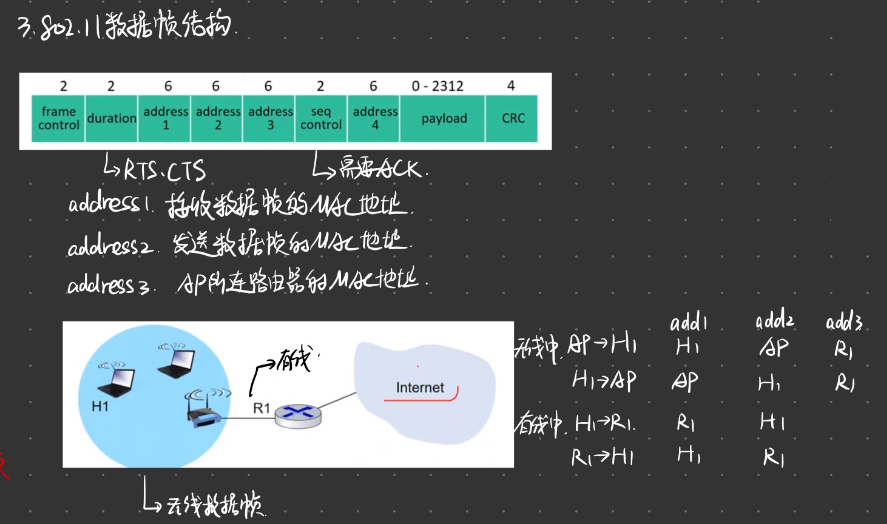 3. 802.11数据帧结构.
2 2 6 6 6 2 6 0 - 2312 4
frame control duration address 1 address 2 address 3 seq control address 4 payload CRC
↳RTS、CTS ↳需要ACK.
address1. 接收数据帧的MAC地址.
address2. 发送数据帧的MAC地址.
address3. AP所连路由器的MAC地址.
add1 add2 add3
无线中. AP→H1 H1 AP R1
H1→AP AP H1 R1
有线中. H1→R1. R1 H1
R1→H1 H1 R1
→有线.
H1 R1 Internet
↳无线数据帧